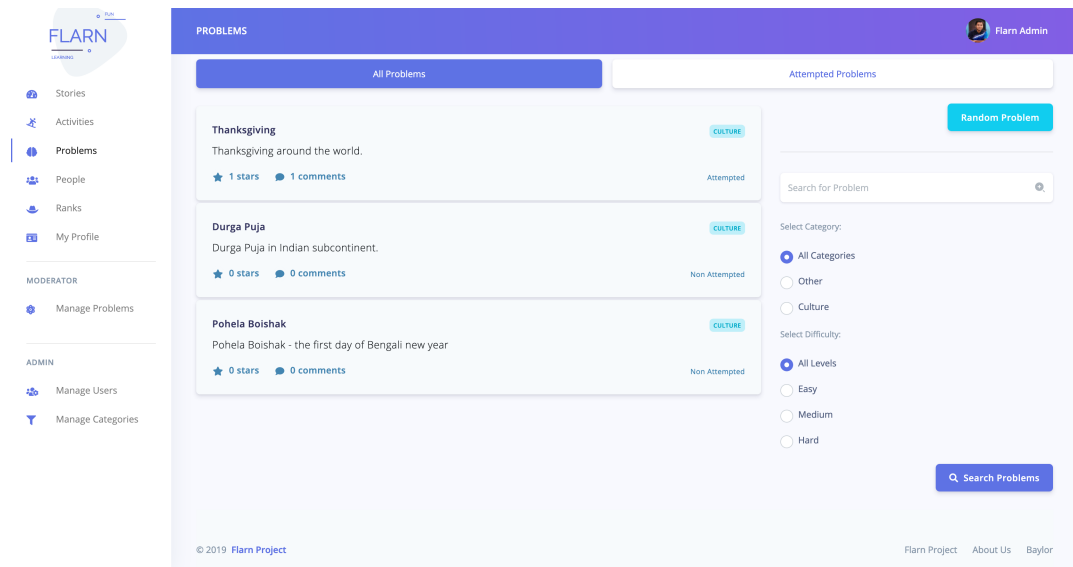 FUN
FLARN
LEARNING
Stories
Activities
Problems
People
Ranks
My Profile
MODERATOR
Manage Problems
ADMIN
Manage Users
Manage Categories
PROBLEMS
Flarn Admin
All Problems
Attempted Problems
Thanksgiving
CULTURE
Thanksgiving around the world.
1 stars 1 comments
Attempted
Durga Puja
CULTURE
Durga Puja in Indian subcontinent.
0 stars 0 comments
Non Attempted
Pohela Boishak
CULTURE
Pohela Boishak - the first day of Bengali new year
0 stars 0 comments
Non Attempted
Random Problem
Search for Problem
Select Category:
All Categories
Other
Culture
Select Difficulty:
All Levels
Easy
Medium
Hard
Search Problems
© 2019 Flarn Project
Flarn Project About Us Baylor